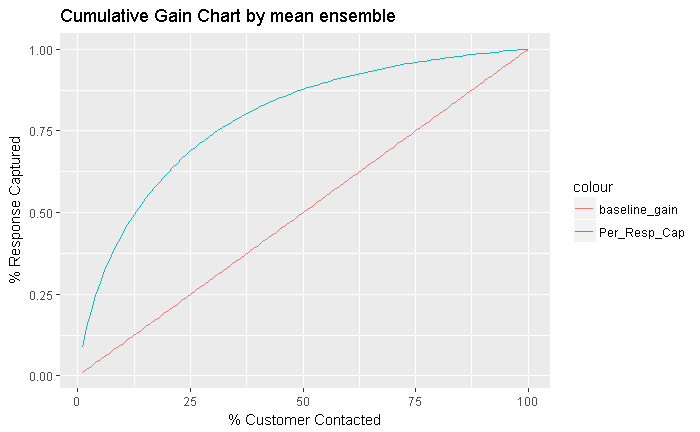 Cumulative Gain Chart by mean ensemble
1.00
0.75
0.50
0.25
0.00
% Response Captured
0
25
50
75
100
% Customer Contacted
colour
baseline_gain
Per_Resp_Cap